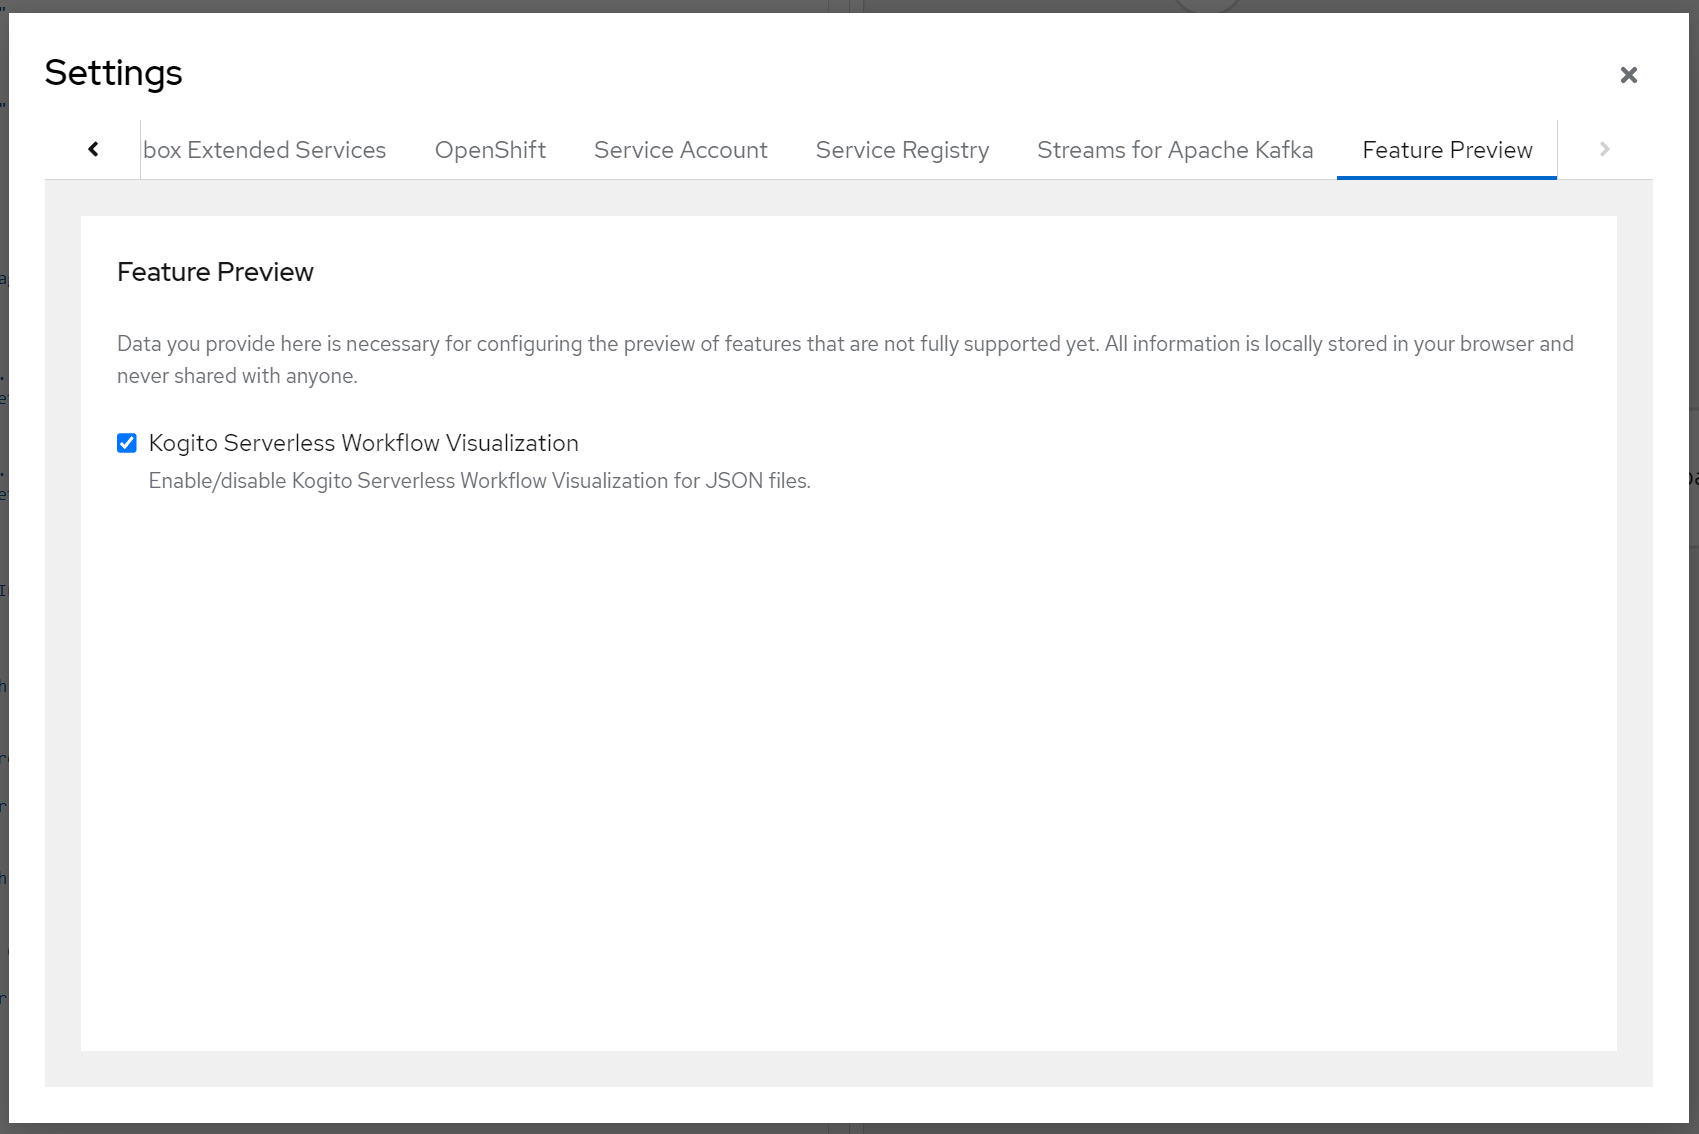 Settings
box Extended Services OpenShift Service Account Service Registry Streams for Apache Kafka Feature Preview
Feature Preview
Data you provide here is necessary for configuring the preview of features that are not fully supported yet. All information is locally stored in your browser and
never shared with anyone.
Kogito Serverless Workflow Visualization
Enable/disable Kogito Serverless Workflow Visualization for JSON files.